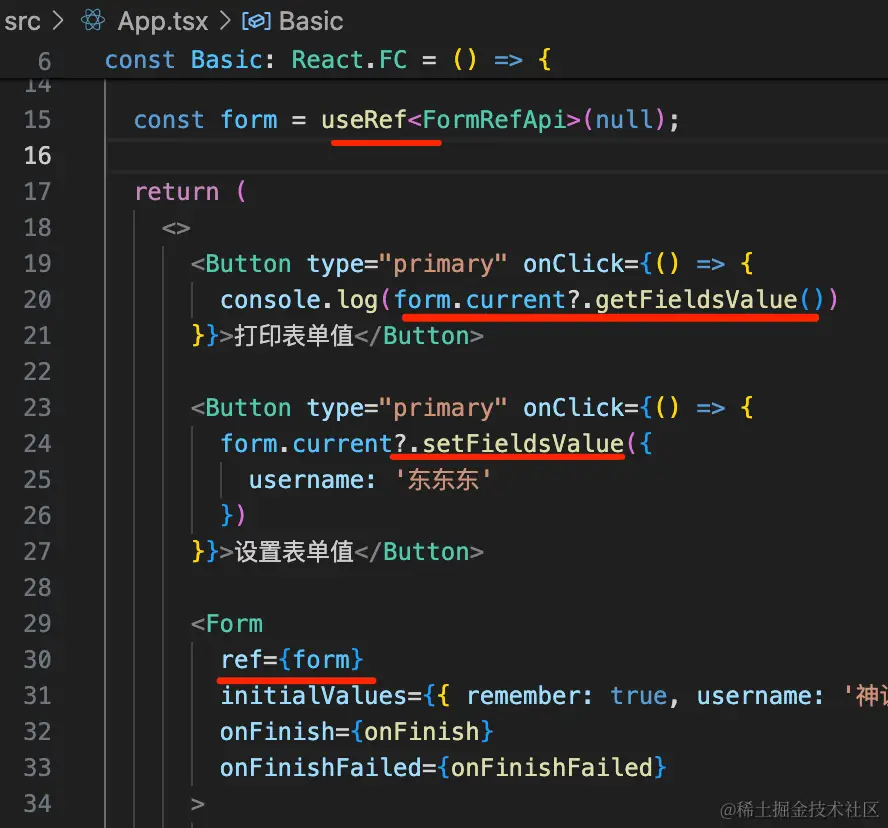 src > App.tsx > Basic
6 const Basic: React.FC = () => {
14
15 const form = useRef<FormRefApi>(null);
16
17 return (
18 <>
19 <Button type="primary" onClick={() => {
20 console.log(form.current?.getFieldsValue())
21 }}>打印表单值</Button>
22
23 <Button type="primary" onClick={() => {
24 form.current?.setFieldsValue({
25 username: '东东东'
26 })
27 }}>设置表单值</Button>
28
29 <Form
30 ref={form}
31 initialValues={{ remember: true, username: '神
32 onFinish={onFinish}
33 onFinishFailed={onFinishFailed}
34 >
@稀土掘金技术社区